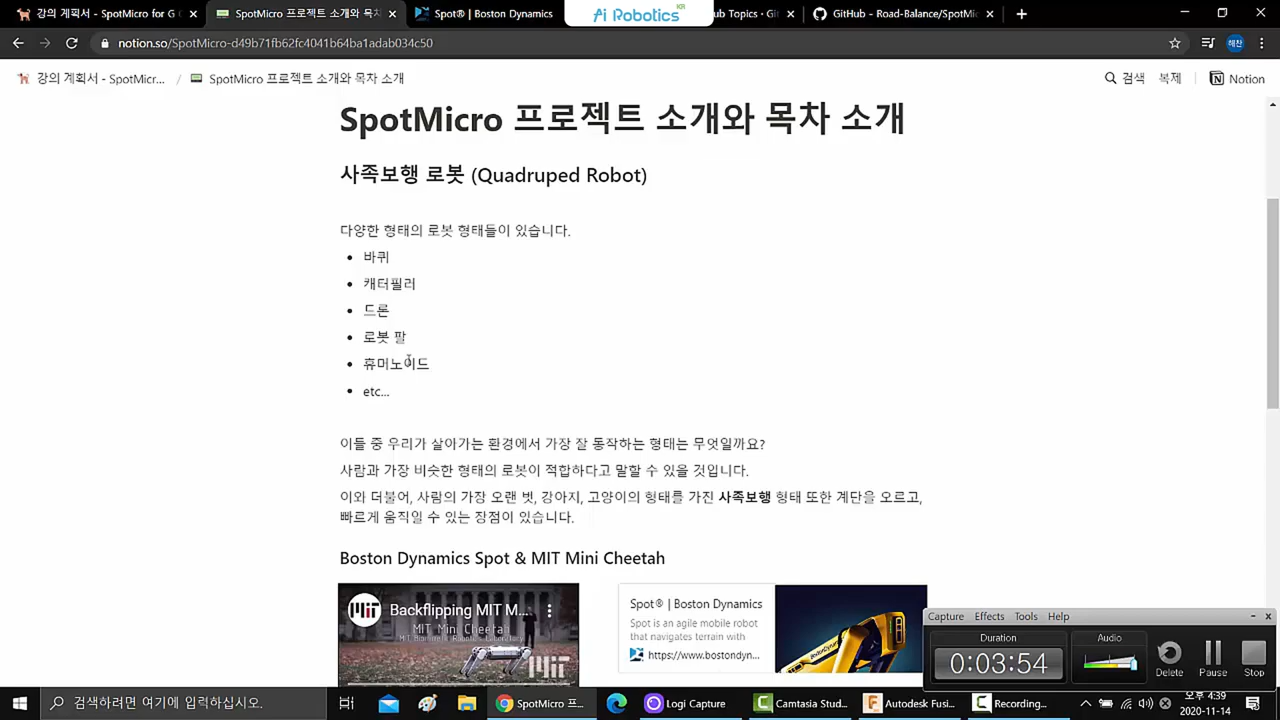 강의 계획서 - SpotMicro for G
SpotMicro 프로젝트 소개와 목차
Spot® | Boston Dynamics
Ai Robotics KR
ub Topics · Git
GitHub - Road-Balance/SpotMic
notion.so/SpotMicro-d49b71fb62fc4041b64ba1adab034c50
혜찬
강의 계획서 - SpotMicr... / SpotMicro 프로젝트 소개와 목차 소개
검색 복제 Notion
SpotMicro 프로젝트 소개와 목차 소개
사족보행 로봇 (Quadruped Robot)
다양한 형태의 로봇 형태들이 있습니다.
• 바퀴
• 캐터필러
• 드론
• 로봇 팔
• 휴머노이드
• etc...
이들 중 우리가 살아가는 환경에서 가장 잘 동작하는 형태는 무엇일까요?
사람과 가장 비슷한 형태의 로봇이 적합하다고 말할 수 있을 것입니다.
이와 더불어, 사람의 가장 오랜 벗, 강아지, 고양이의 형태를 가진 사족보행 형태 또한 계단을 오르고,
빠르게 움직일 수 있는 장점이 있습니다.
Boston Dynamics Spot & MIT Mini Cheetah
MIT
Backflipping MIT M...
MIT Mini Cheetah
MIT Biomimetic Robotics Laboratory
MIT
Spot® | Boston Dynamics
Spot is an agile mobile robot
that navigates terrain with
https://www.bostondyn...
BostonDynamics
Capture Effects Tools Help
Duration
0:03:54
Audio
Delete
Pause
Stop
검색하려면 여기에 입력하십시오.
SpotMicro 프...
Logi Capture
Camtasia Stud...
Autodesk Fusi...
Recording...
오후 4:39
2020-11-14